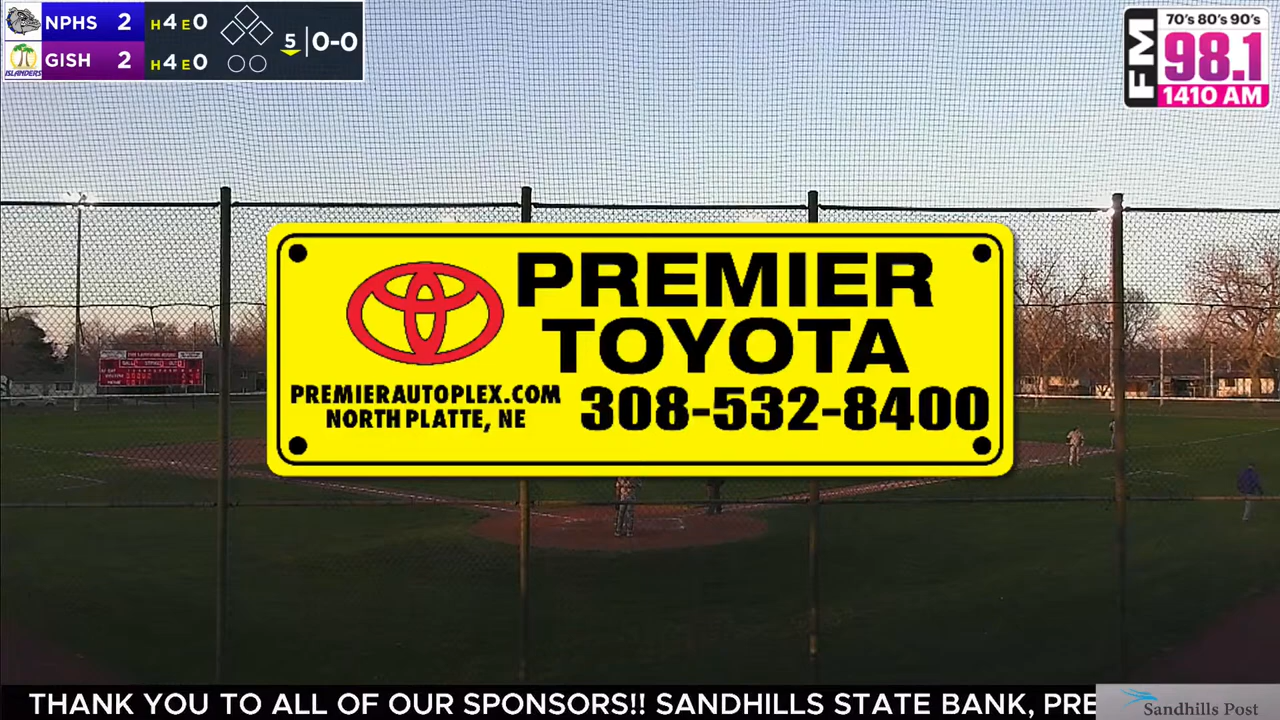 NPHS 2 H4 E0
GISH 2 H4 E0
ISLANDERS
5 0-0
70's 80's 90's
FM 98.1
1410 AM
PREMIER
TOYOTA
PREMIERAUTOPLEX.COM
NORTH PLATTE, NE
308-532-8400
THANK YOU TO ALL OF OUR SPONSORS!! SANDHILLS STATE BANK, PRE
Sandhills Post